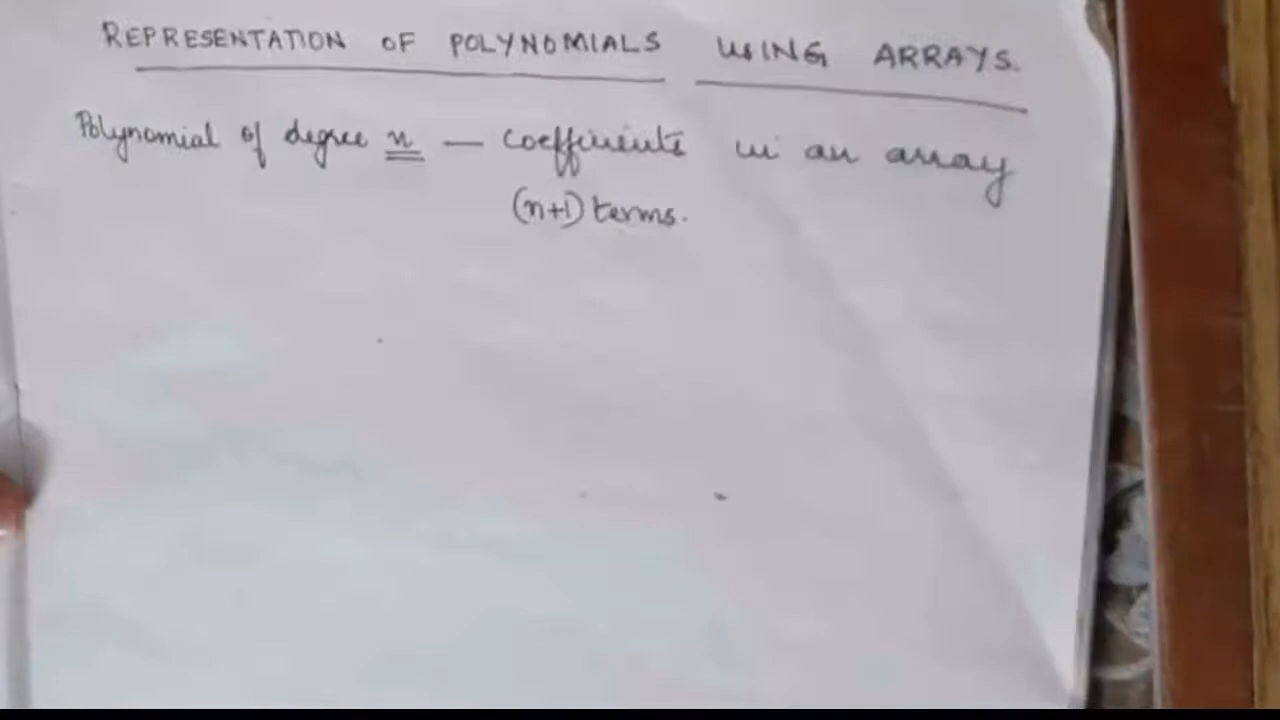 REPRESENTATION OF POLYNOMIALS USING ARRAYS.
Polynomial of degree n — coefficients in an array
(n+1) terms.